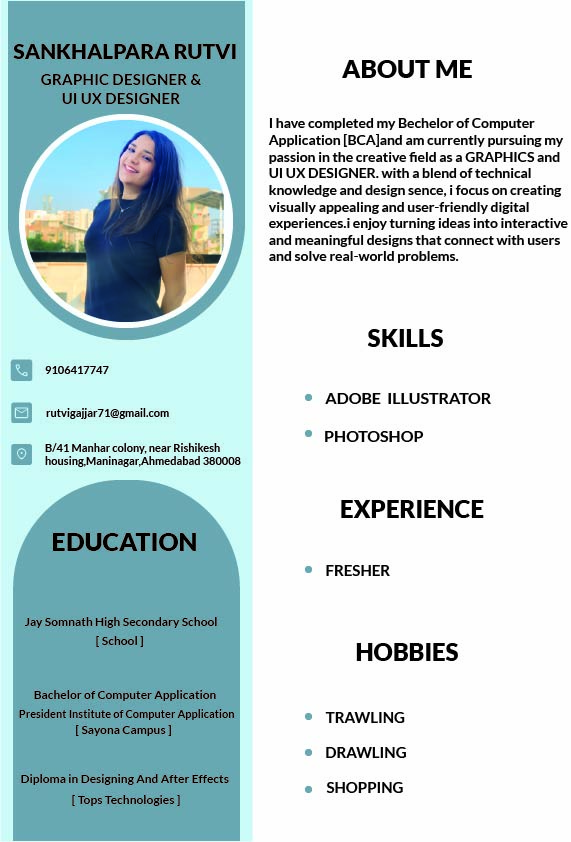 SANKHALPARA RUTVI
GRAPHIC DESIGNER &
UI UX DESIGNER
9106417747
rutvigajjar71@gmail.com
B/41 Manhar colony, near Rishikesh
housing,Maninagar,Ahmedabad 380008
EDUCATION
Jay Somnath High Secondary School
[ School ]
Bachelor of Computer Application
President Institute of Computer Application
[ Sayona Campus ]
Diploma in Designing And After Effects
[ Tops Technologies ]
ABOUT ME
I have completed my Bechelor of Computer
Application [BCA]and am currently pursuing my
passion in the creative field as a GRAPHICS and
UI UX DESIGNER. with a blend of technical
knowledge and design sence, i focus on creating
visually appealing and user-friendly digital
experiences.i enjoy turning ideas into interactive
and meaningful designs that connect with users
and solve real-world problems.
SKILLS
ADOBE ILLUSTRATOR
PHOTOSHOP
EXPERIENCE
FRESHER
HOBBIES
TRAWLING
DRAWLING
SHOPPING